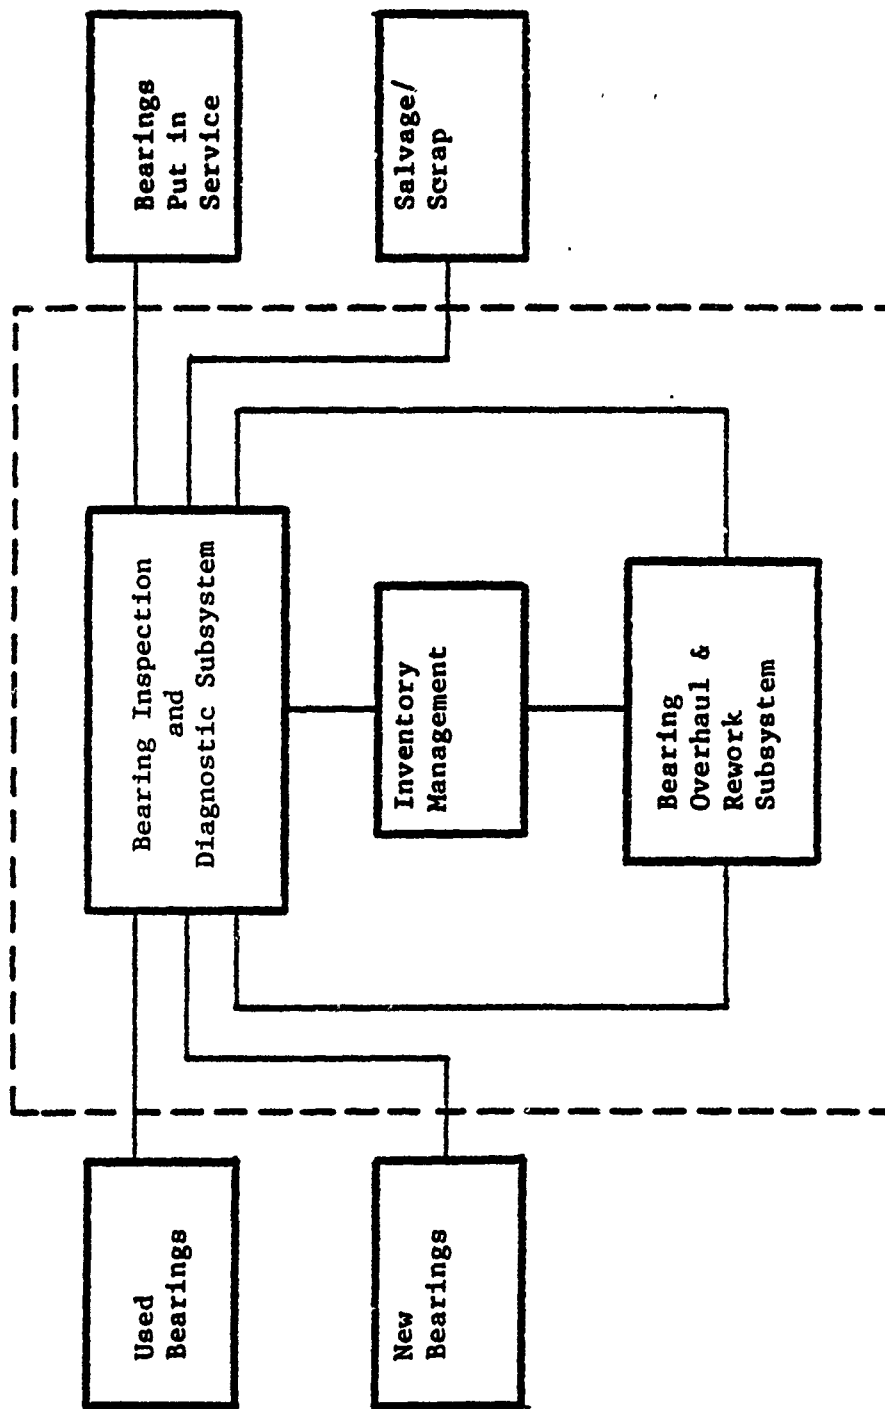 Used
Bearings
New
Bearings
Bearing Inspection
and
Diagnostic Subsystem
Inventory
Management
Bearing
Overhaul &
Rework
Subsystem
Bearings
Put in
Service
Salvage/
Scrap